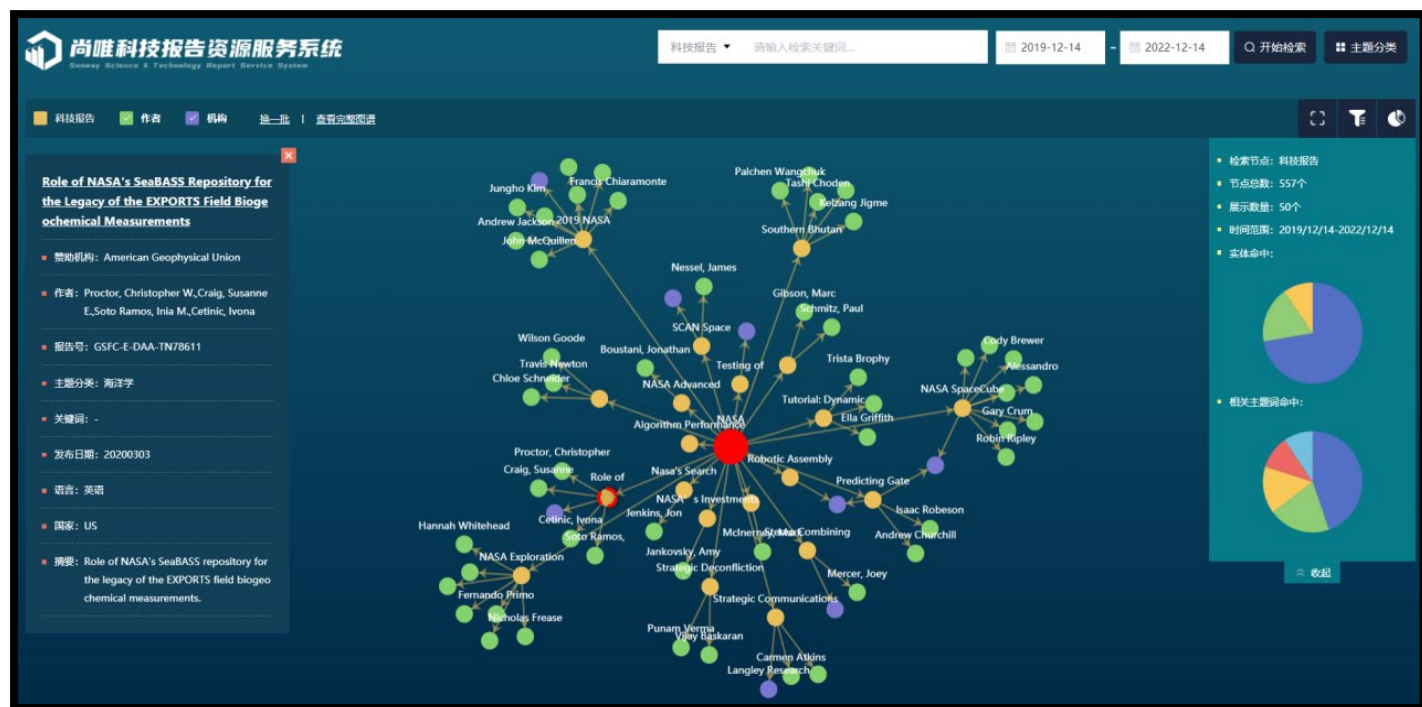 尚唯科技报告资源服务系统
Sunway Science & Technology Report Service System
科技报告 请输入检索关键词...
2019-12-14 - 2022-12-14
开始检索
主题分类
科技报告 作者 机构 换一批 | 查看完整图谱
Role of NASA's SeaBASS Repository for
the Legacy of the EXPORTS Field Bioge
ochemical Measurements
赞助机构: American Geophysical Union
作者: Proctor, Christopher W.,Craig, Susanne
E.,Soto Ramos, Inia M.,Cetinic, Ivona
报告号: GSFC-E-DAA-TN78611
主题分类: 海洋学
关键词: -
发布日期: 20200303
语言: 英语
国家: US
摘要: Role of NASA's SeaBASS repository for
the legacy of the EXPORTS field biogeo
chemical measurements.
Jungho Kim
Francis Chiaramonte
Andrew Jackson
2019 NASA
John McQuillen
Palchen Wangchuk
Tashi Choden
Kelzang Jigme
Southern Bhutan
Nessel, James
SCAN Space
Gibson, Marc
Schmitz, Paul
Wilson Goode
Travis Newton
Chloe Schneider
Boustani, Jonathan
NASA Advanced
Testing of
Trista Brophy
Tutorial: Dynamic
Ella Griffith
Cody Brewer
Alessandro
NASA SpaceCube
Gary Crum
Robin Ripley
Algorithm Performance
NASA
Robotic Assembly
Proctor, Christopher
Craig, Susanne
Role of
Nasa's Search
NASA's Investments
Predicting Gate
Isaac Robeson
Andrew Churchill
Cetinic, Ivona
Soto Ramos,
Jenkins, Jon
Hannah Whitehead
NASA Exploration
Fernando Primo
Nicholas Frease
McInerney, Mark
Combining
Jankovsky, Amy
Strategic Deconfliction
Mercer, Joey
Strategic Communications
Punam Verma
Vijay Baskaran
Carmen Atkins
Langley Research
检索节点: 科技报告
节点总数: 557个
展示数量: 50个
时间范围: 2019/12/14-2022/12/14
实体命中:
相关主题词命中:
收起